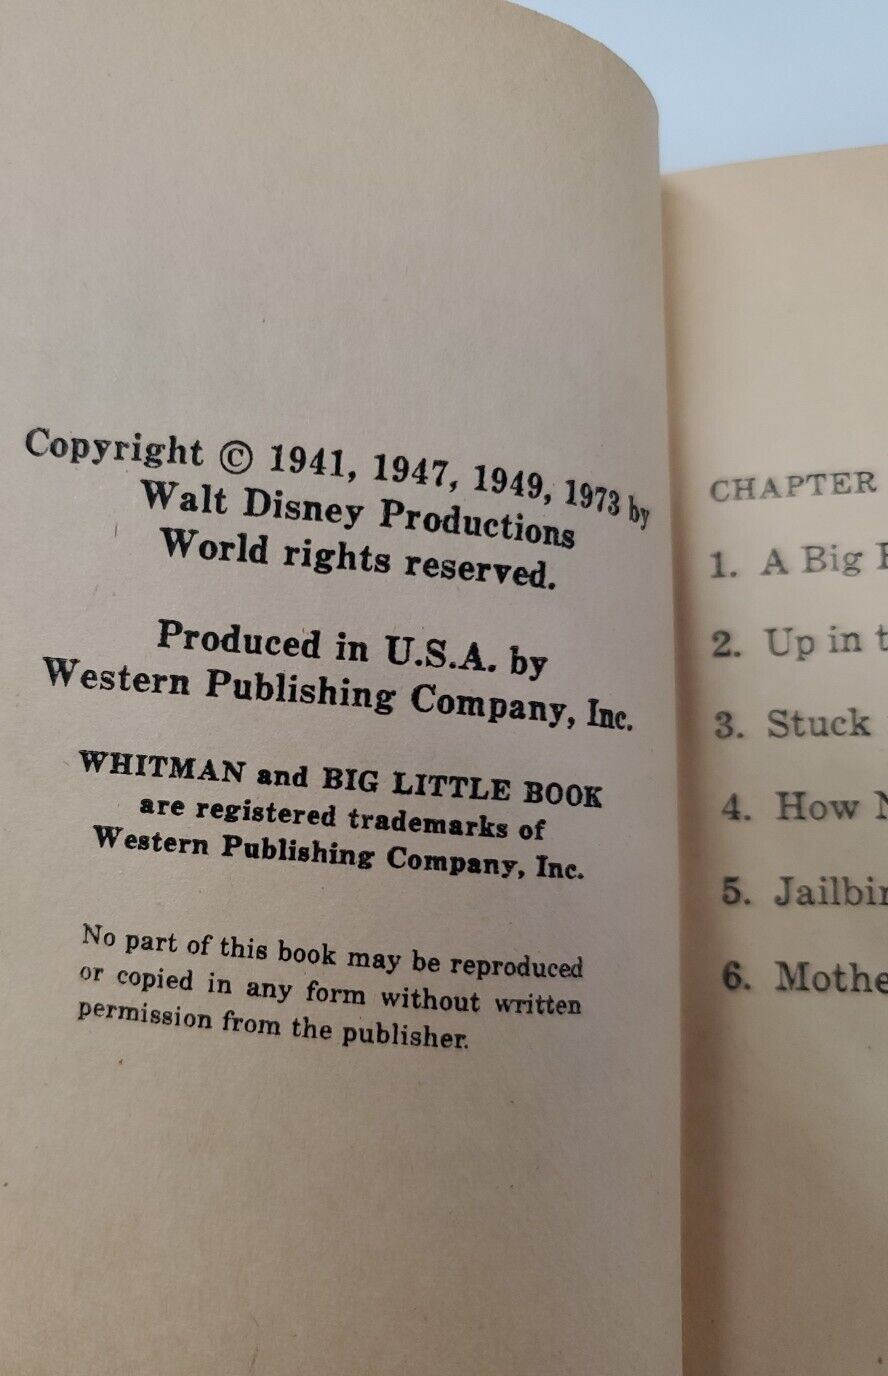 Copyright © 1941, 1947, 1949, 1973 by
Walt Disney Productions
World rights reserved.
Produced in U.S.A. by
Western Publishing Company, Inc.
WHITMAN and BIG LITTLE BOOK
are registered trademarks of
Western Publishing Company, Inc.
No part of this book may be reproduced
or copied in any form without written
permission from the publisher.
CHAPTER
1. A Big
2. Up in
3. Stuck
4. How
5.
6.